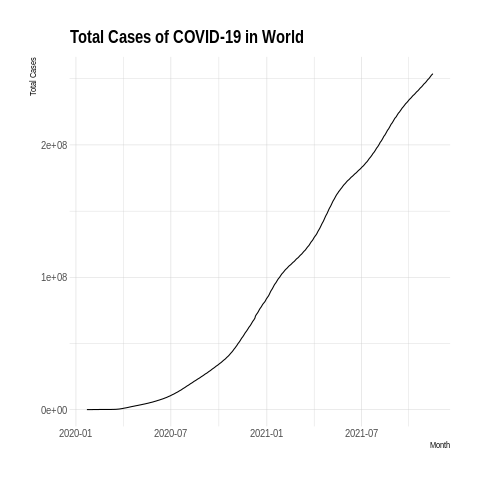 Total Cases of COVID-19 in World
Total Cases
2e+08
1e+08
0e+00
2020-01 2020-07 2021-01 2021-07
Month